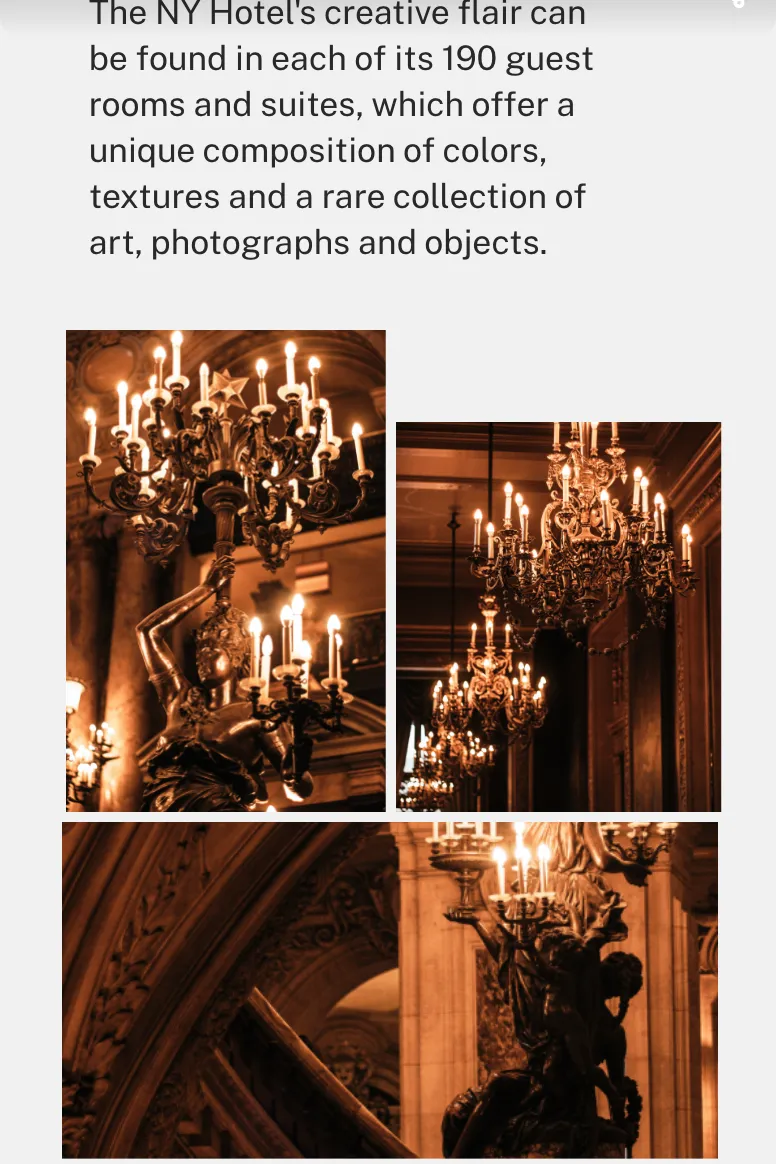 The NY Hotel's creative flair can
be found in each of its 190 guest
rooms and suites, which offer a
unique composition of colors,
textures and a rare collection of
art, photographs and objects.